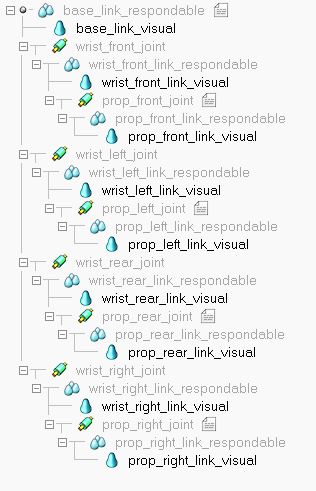 base_link_respondable
base_link_visual
wrist_front_joint
wrist_front_link_respondable
wrist_front_link_visual
prop_front_joint
prop_front_link_respondable
prop_front_link_visual
wrist_left_joint
wrist_left_link_respondable
wrist_left_link_visual
prop_left_joint
prop_left_link_respondable
prop_left_link_visual
wrist_rear_joint
wrist_rear_link_respondable
wrist_rear_link_visual
prop_rear_joint
prop_rear_link_respondable
prop_rear_link_visual
wrist_right_joint
wrist_right_link_respondable
wrist_right_link_visual
prop_right_joint
prop_right_link_respondable
prop_right_link_visual